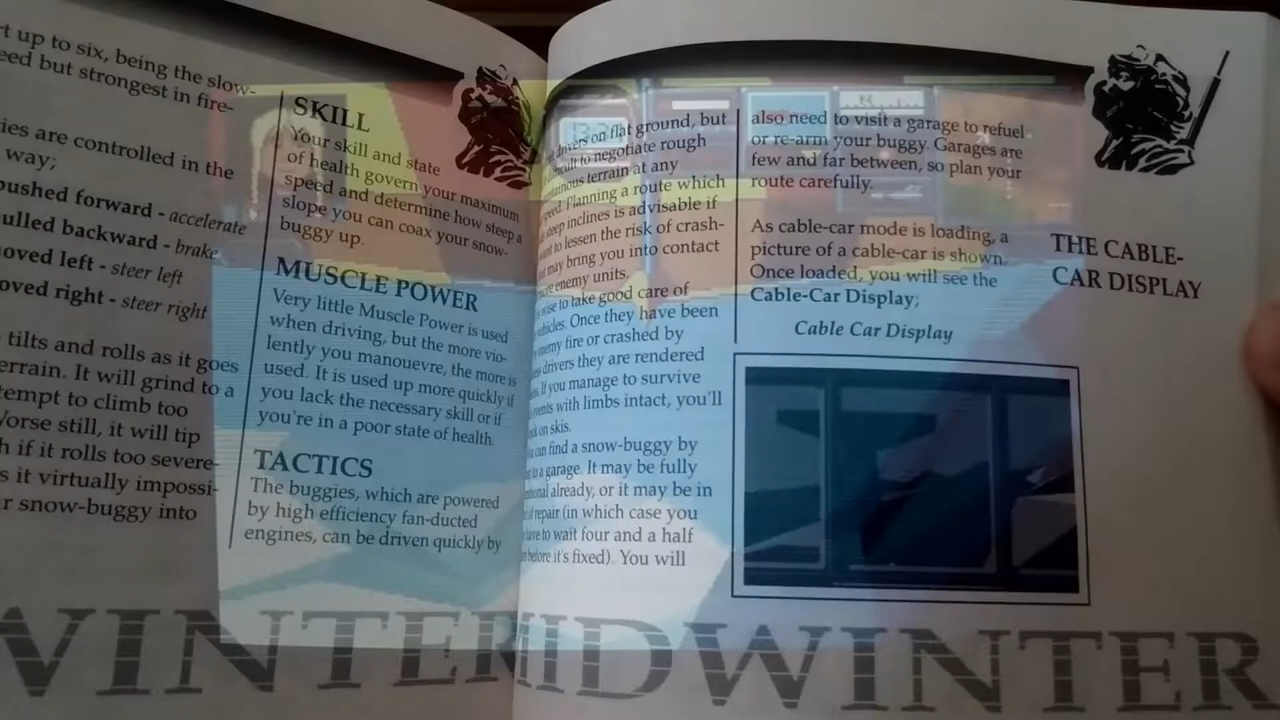 rt up to six, being the slow-
eed but strongest in fire-
ies are controlled in the
way;
pushed forward - accelerate
ulled backward - brake
oved left - steer left
oved right - steer right
tilts and rolls as it goes
errain. It will grind to a
tempt to climb too
Worse still, it will tip
h if it rolls too severe-
s it virtually impossi-
r snow-buggy into
SKILL
Your skill and state
of health govern your maximum
speed and determine how steep a
slope you can coax your snow-
buggy up.
MUSCLE POWER
Very little Muscle Power is used
when driving, but the more vio-
lently you manouevre, the more is
used. It is used up more quickly if
you lack the necessary skill or if
you're in a poor state of health.
TACTICS
The buggies, which are powered
by high efficiency fan-ducted
engines, can be driven quickly by
drivers on flat ground, but
to negotiate rough
terrain at any
Planning a route which
steep inclines is advisable if
to lessen the risk of crash-
may bring you into contact
enemy units.
wise to take good care of
Once they have been
enemy fire or crashed by
drivers they are rendered
If you manage to survive
events with limbs intact, you'll
on skis.
can find a snow-buggy by
to a garage. It may be fully
already, or it may be in
of repair (in which case you
have to wait four and a half
before it's fixed). You will
also need to visit a garage to refuel
or re-arm your buggy. Garages are
few and far between, so plan your
route carefully.
As cable-car mode is loading, a
picture of a cable-car is shown.
Once loaded, you will see the
Cable-Car Display;
Cable Car Display
THE CABLE-
CAR DISPLAY
WINTER
IDWINTER